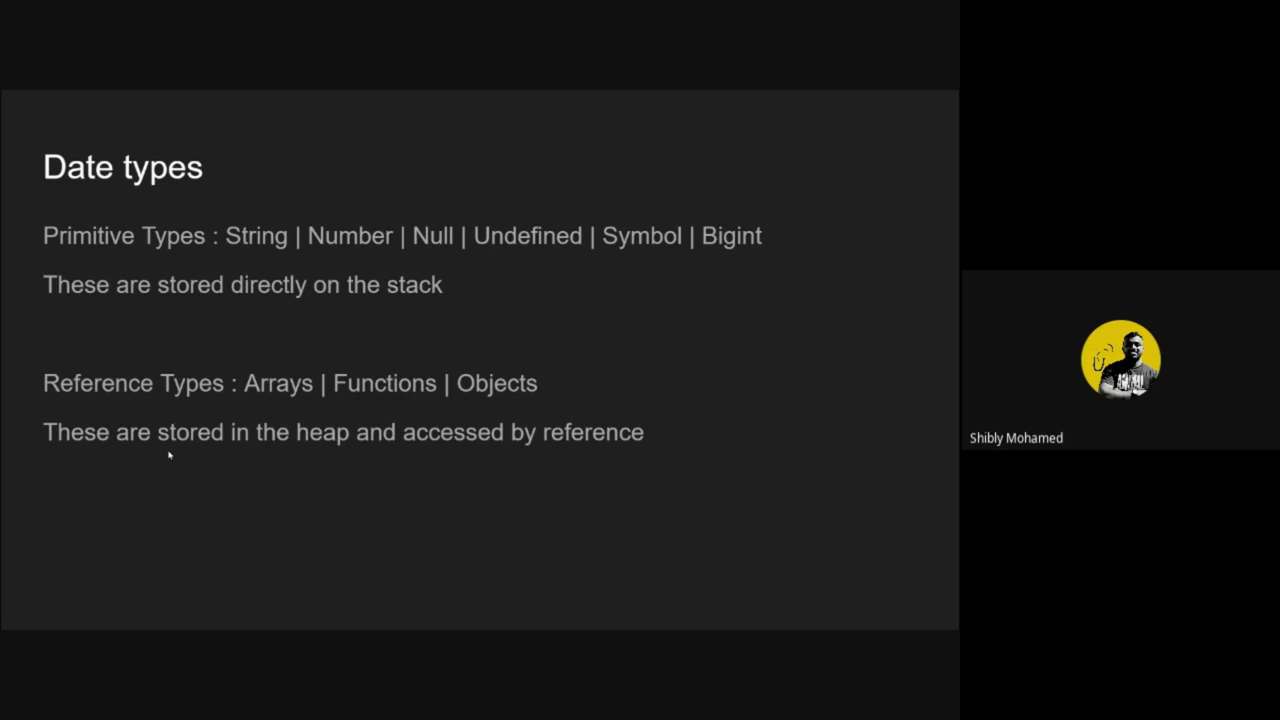 Date types
Primitive Types : String | Number | Null | Undefined | Symbol | Bigint
These are stored directly on the stack
Reference Types : Arrays | Functions | Objects
These are stored in the heap and accessed by reference
Shibly Mohamed